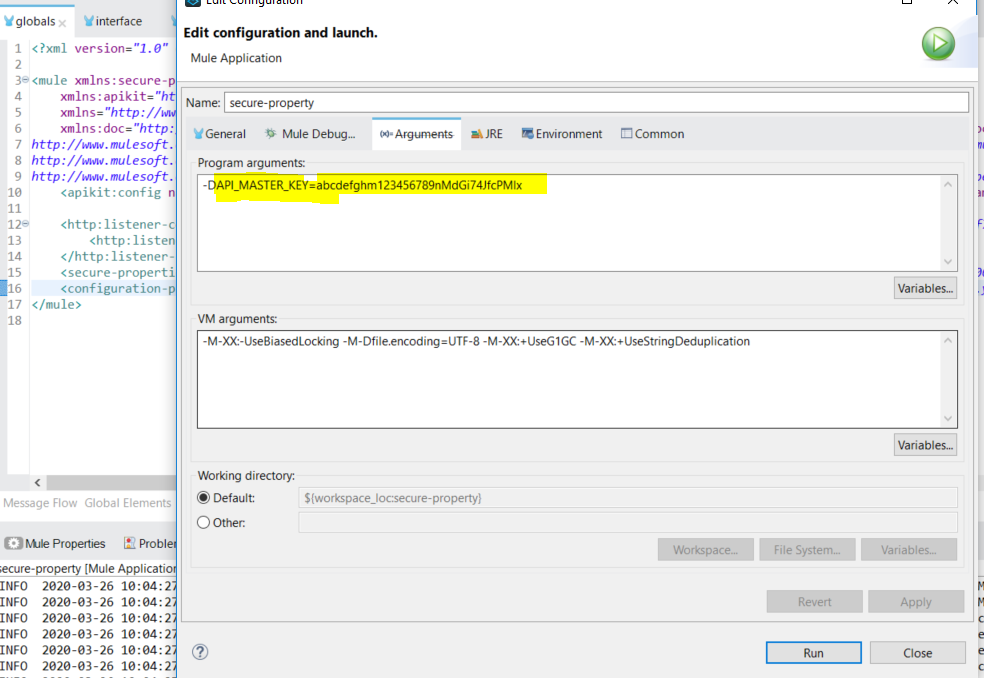 Edit Configuration
globals
interface
Edit configuration and launch.
Mule Application
Name: secure-property
General
Mule Debug...
(x)= Arguments
JRE
Environment
Common
1 <?xml version="1.0"
2
3 <mule xmlns:secure-p
4 xmlns:apikit="ht
5 xmlns="http://ww
6 xmlns:doc="http:
7 http://www.mulesoft.
8 http://www.mulesoft.
9 http://www.mulesoft.
10 <apikit:config n
11
12 <http:listener-c
13 <http:listen
14 </http:listener-
15 <secure-properti
16 <configuration-p
17 </mule>
18
Program arguments:
-DAPI_MASTER_KEY=abcdefghm123456789nMdGi74JfcPMlx
Variables...
VM arguments:
-M-XX:-UseBiasedLocking -M-Dfile.encoding=UTF-8 -M-XX:+UseG1GC -M-XX:+UseStringDeduplication
Variables...
Working directory:
Default: ${workspace_loc:secure-property}
Other:
Workspace... File System... Variables...
Revert Apply
Run Close
Message Flow Global Elements
Mule Properties Probler
secure-property [Mule Application
INFO 2020-03-26 10:04:27
INFO 2020-03-26 10:04:27
INFO 2020-03-26 10:04:27
INFO 2020-03-26 10:04:27
INFO 2020-03-26 10:04:27
INFO 2020-03-26 10:04:27